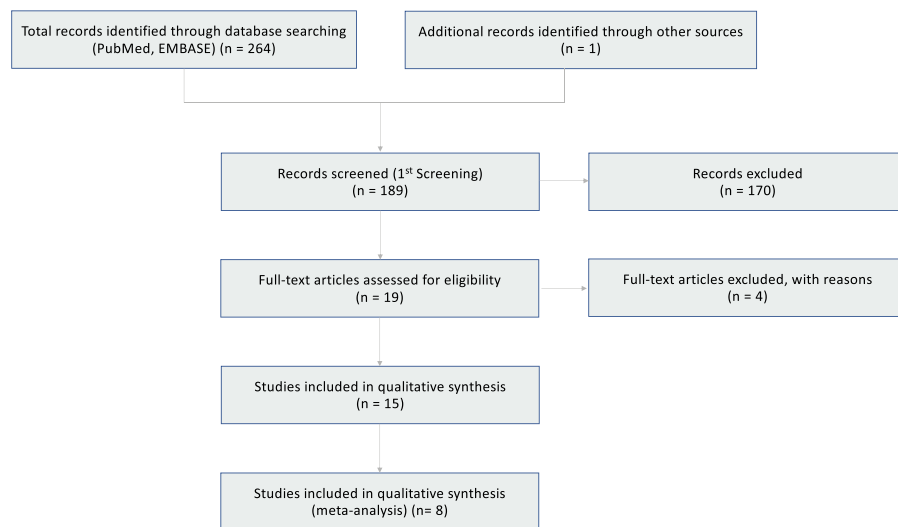 Total records identified through database searching
(PubMed, EMBASE) (n = 264)
Additional records identified through other sources
(n = 1)
Records screened (1st Screening)
(n = 189)
Records excluded
(n = 170)
Full-text articles assessed for eligibility
(n = 19)
Full-text articles excluded, with reasons
(n = 4)
Studies included in qualitative synthesis
(n = 15)
Studies included in qualitative synthesis
(meta-analysis) (n= 8)